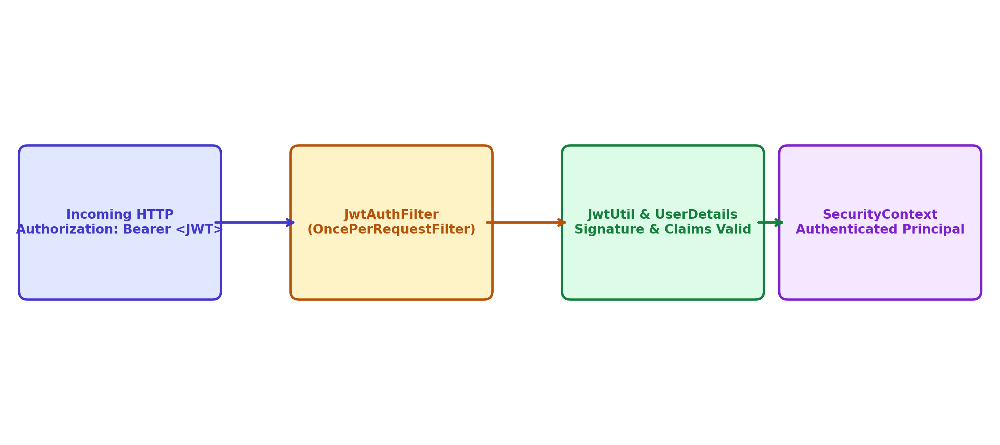 Incoming HTTP
Authorization: Bearer <JWT>
JwtAuthFilter
(OncePerRequestFilter)
JwtUtil & UserDetails
Signature & Claims Valid
SecurityContext
Authenticated Principal